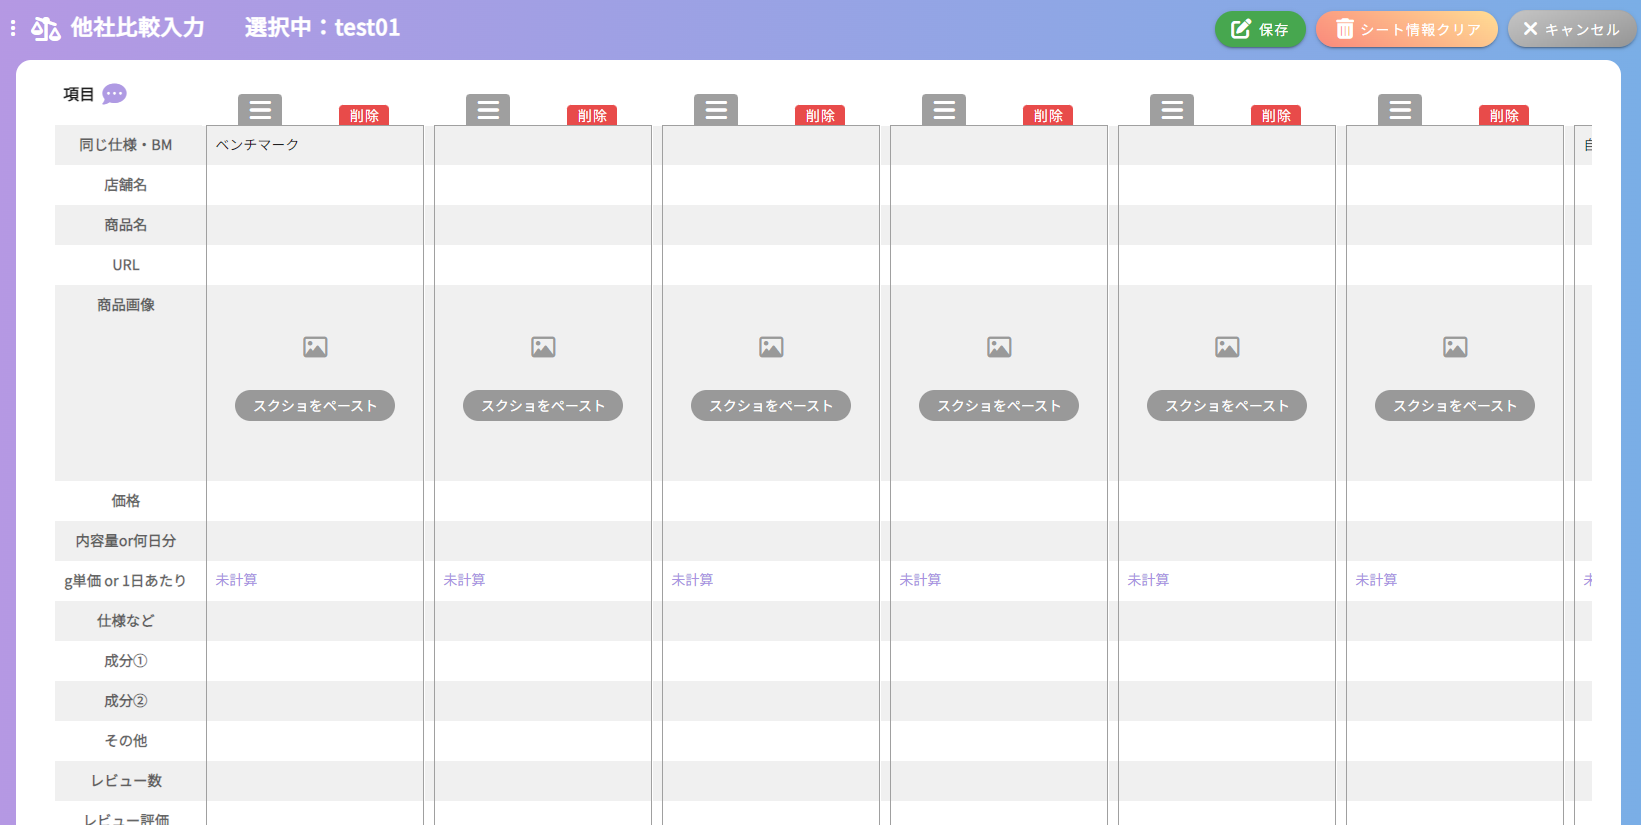 他社比較入力 選択中：test01
保存 シート情報クリア キャンセル
項目
削除 削除 削除 削除 削除 削除
同じ仕様・BM ベンチマーク
店舗名
商品名
URL
商品画像
スクショをペースト スクショをペースト スクショをペースト スクショをペースト スクショをペースト スクショをペースト
価格
内容量or何日分
g単価 or 1日あたり 未計算 未計算 未計算 未計算 未計算 未計算
仕様など
成分①
成分②
その他
レビュー数
レビュー評価